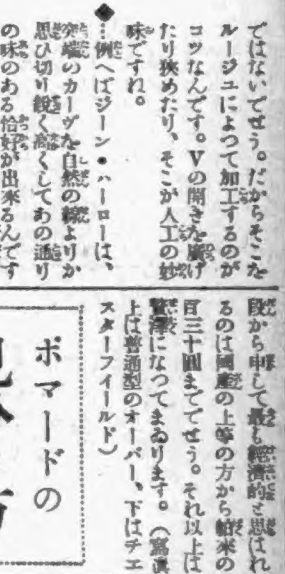 ではないでせう。だからそこを
ルージュによつて加工するのが
コツなんです。Vの開きを廣げ
たり狹めたり、そこが人工の妙
味ですね。
◆…例へばジーン・ハーローは、
突端のカーヴを自然の線よりか
思ひ切り鋭く高くしてあの通り
の味のある恰好が出來るんです
段から申して最も經濟的と思はれ
るのは國産の上等の方から舶來の
百三十圓まででせう。それ以上は
贅澤になつてまゐります。(寫眞
上は普通型のオーバー、下はチエ
スターフイールド)
ポマードの